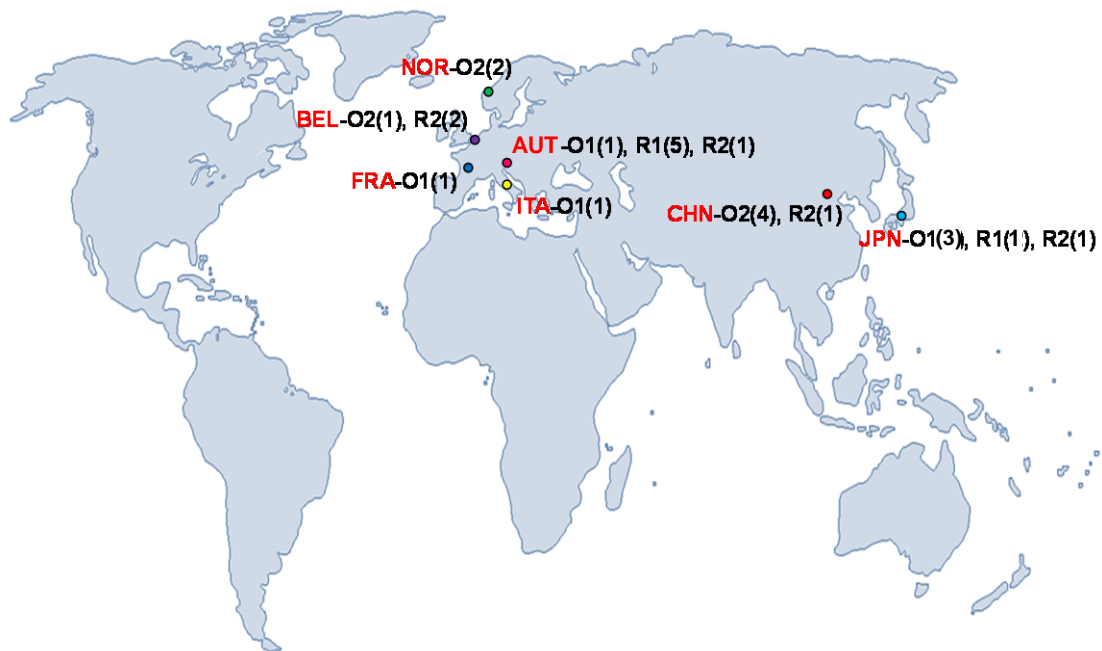 NOR-O2(2)
BEL-O2(1), R2(2)
AUT-O1(1), R1(5), R2(1)
FRA-O1(1)
ITA-O1(1)
CHN-O2(4), R2(1)
JPN-O1(3), R1(1), R2(1)